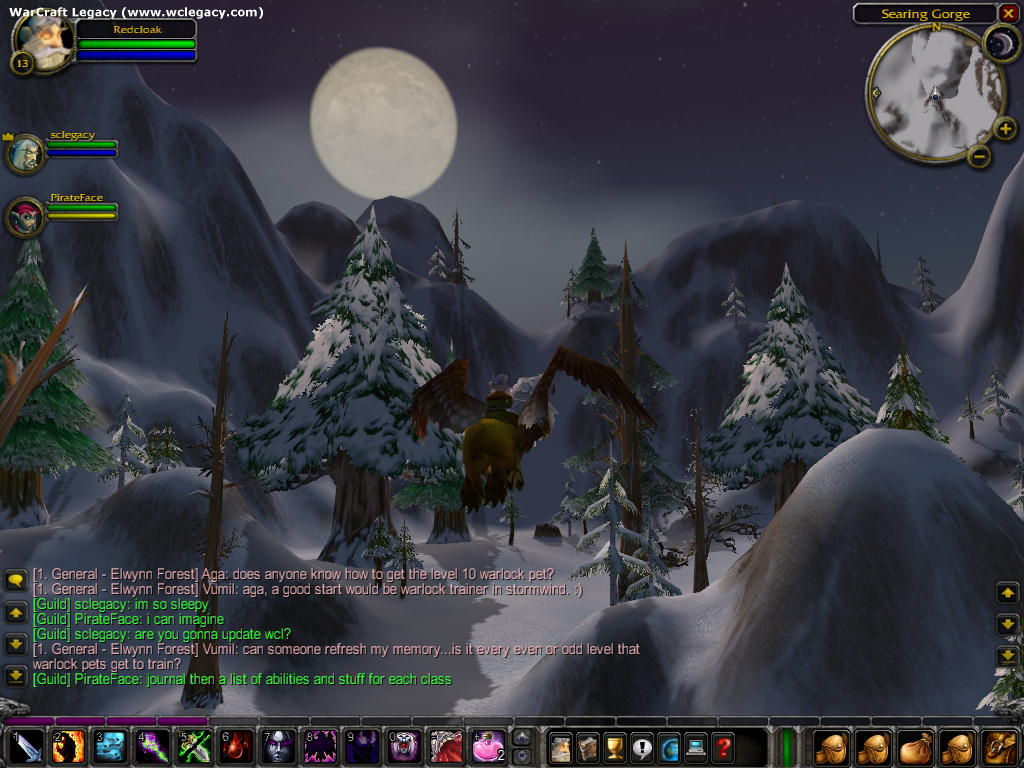 WarCraft Legacy (www.wclegacy.com)
Redcloak
13
Searing Gorge
N
sclegacy
PirateFace
[1. General - Elwynn Forest] Aga: does anyone know how to get the level 10 warlock pet?
[1. General - Elwynn Forest] Vumil: aga, a good start would be warlock trainer in stormwind. :)
[Guild] sclegacy: im so sleepy
[Guild] PirateFace: i can imagine
[Guild] sclegacy: are you gonna update wcl?
[1. General - Elwynn Forest] Vumil: can someone refresh my memory...is it every even or odd level that
warlock pets get to train?
[Guild] PirateFace: journal then a list of abilities and stuff for each class
1 2 3 4 5 6 7 8 9 0 - =
2